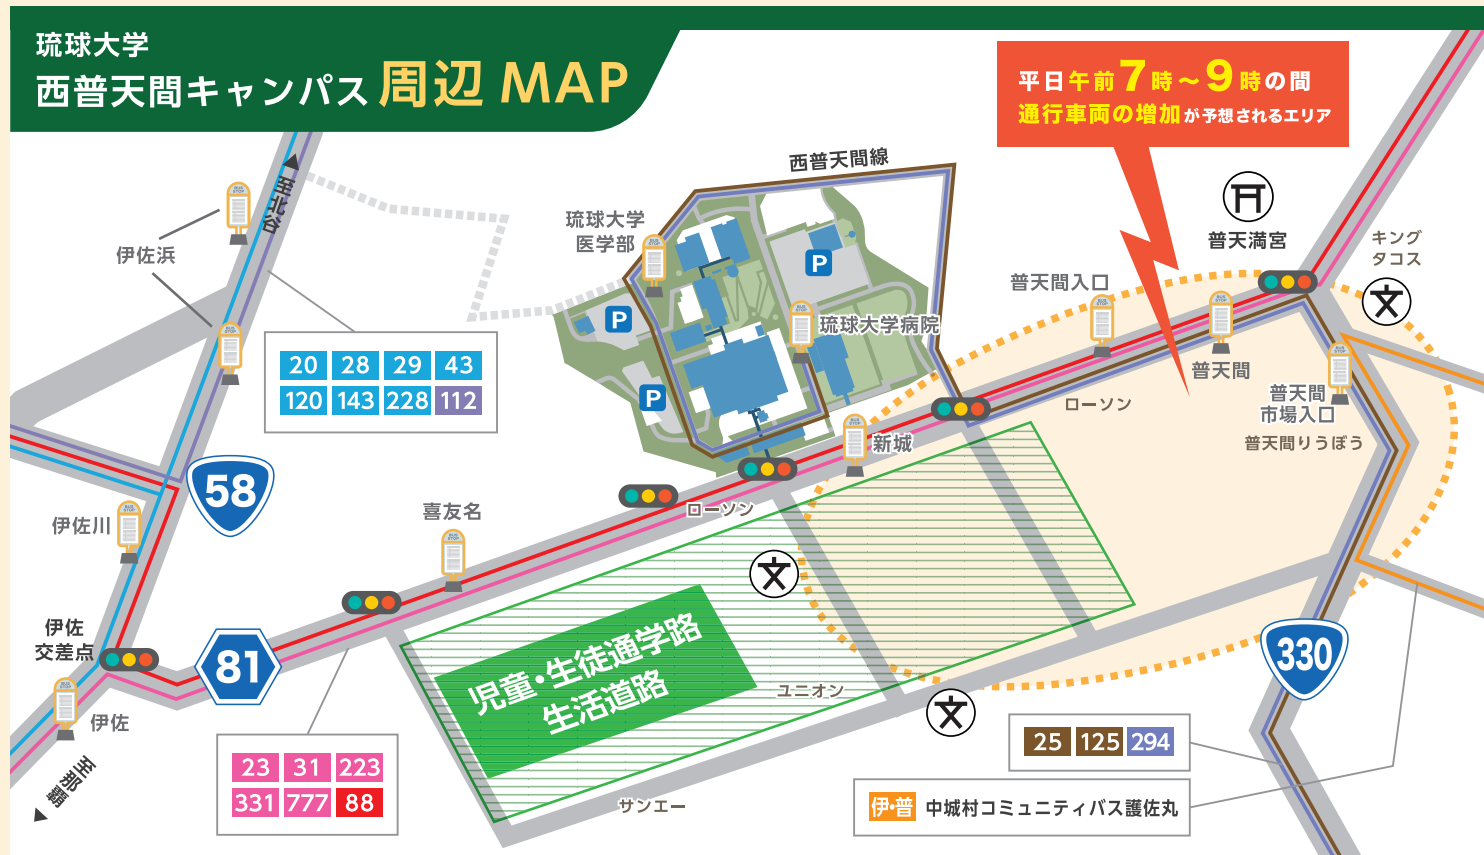 琉球大学
西普天間キャンパス 周辺 MAP
平日午前7時～9時の間
通行車両の増加が予想されるエリア
西普天間線
至北谷
伊佐浜
琉球大学
医学部
P
P
P
琉球大学病院
普天満宮
キング
タコス
文
普天間入口
普天間
普天間
市場入口
普天間りうぼう
ローソン
新城
20 28 29 43
120 143 228 112
58
伊佐川
喜友名
ローソン
文
伊佐
交差点
81
伊佐
至那覇
児童・生徒通学路
生活道路
ユニオン
文
330
サンエー
23 31 223
331 777 88
25 125 294
伊・普 中城村コミュニティバス護佐丸